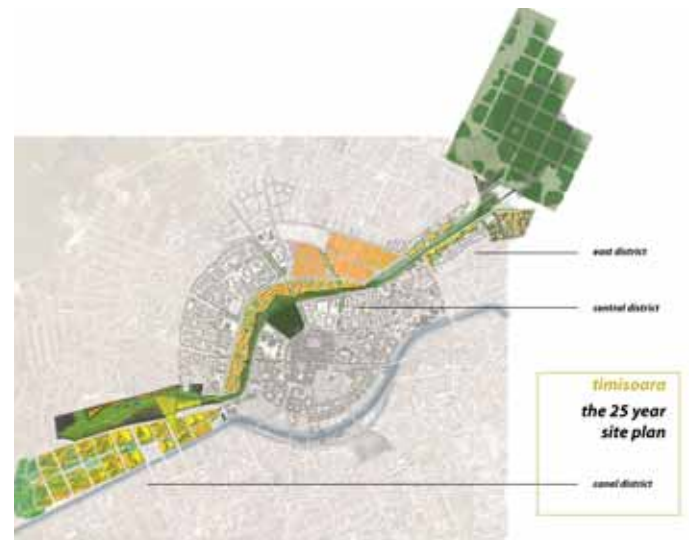 east district
central district
timisoara
the 25 year
site plan
canal district